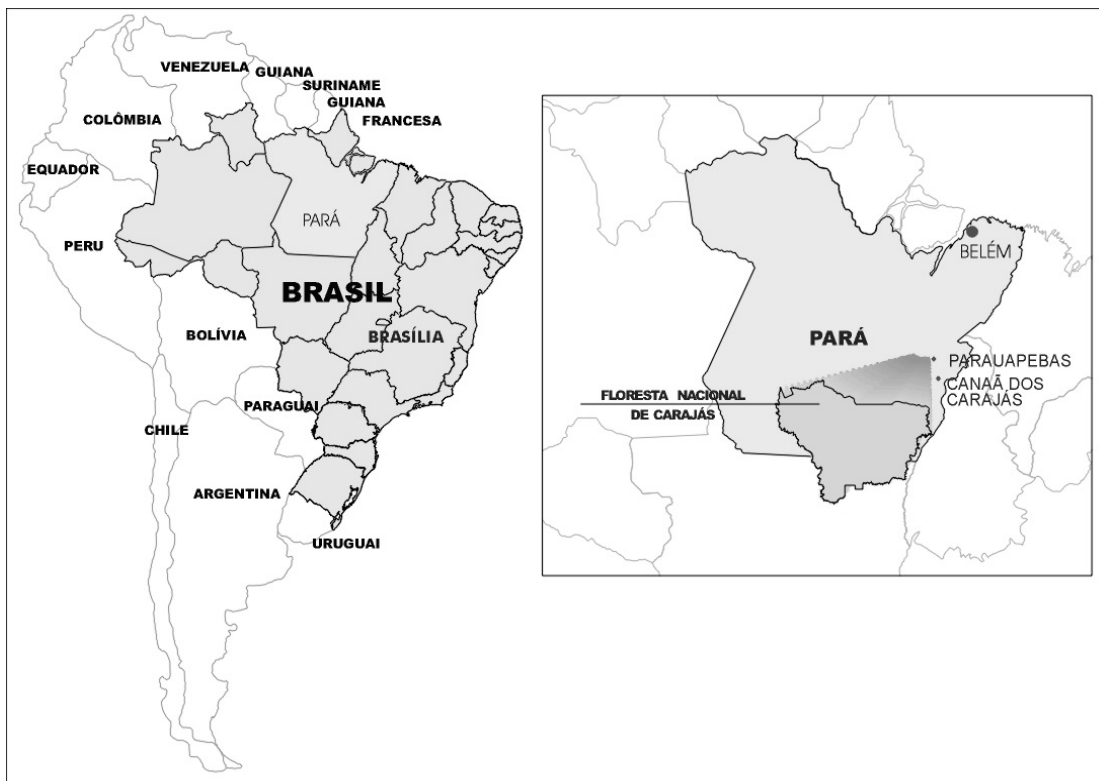 VENEZUELA
GUIANA
SURINAME
GUIANA
FRANCESA
COLÔMBIA
EQUADOR
PARÁ
PERU
BRASIL
BOLÍVIA
BRASÍLIA
PARAGUAI
CHILE
ARGENTINA
URUGUAI
BELÉM
PARÁ
PARAUAPEBAS
CANAÃ DOS
CARAJÁS
FLORESTA NACIONAL
DE CARAJÁS